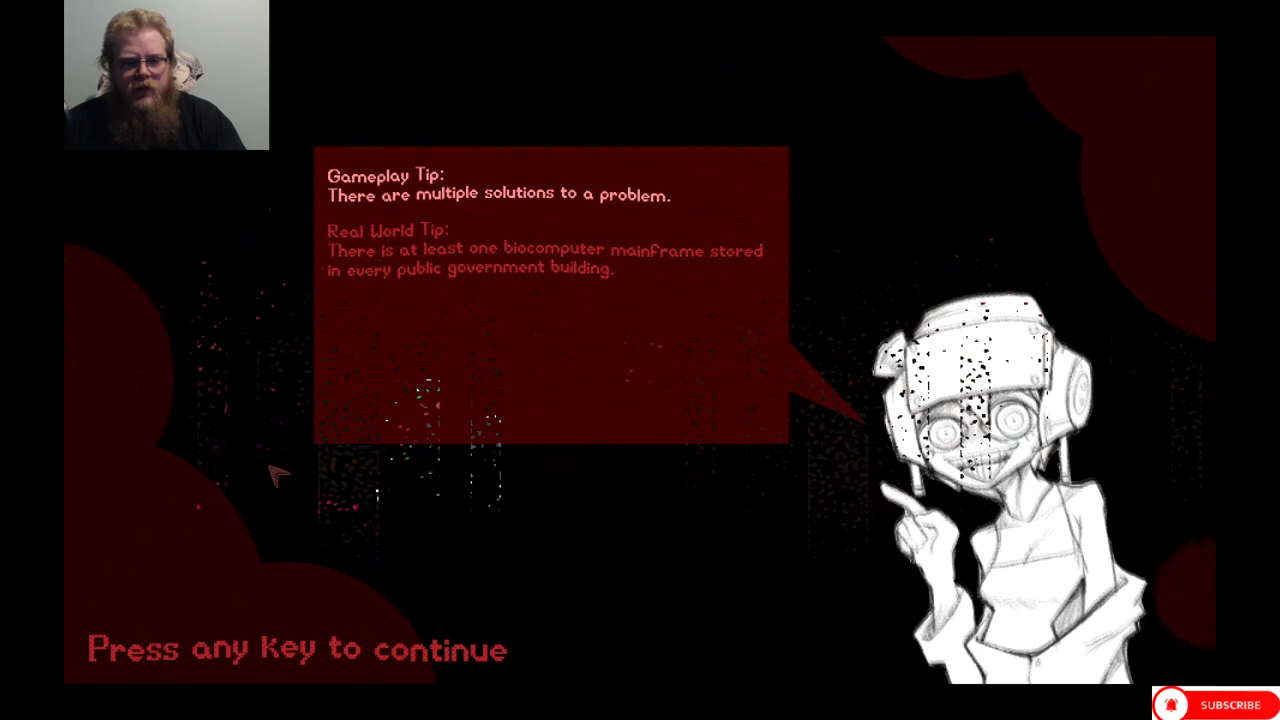 Gameplay Tip:
There are multiple solutions to a problem.
Real World Tip:
There is at least one biocomputer mainframe stored
in every public government building.
Press any key to continue
SUBSCRIBE